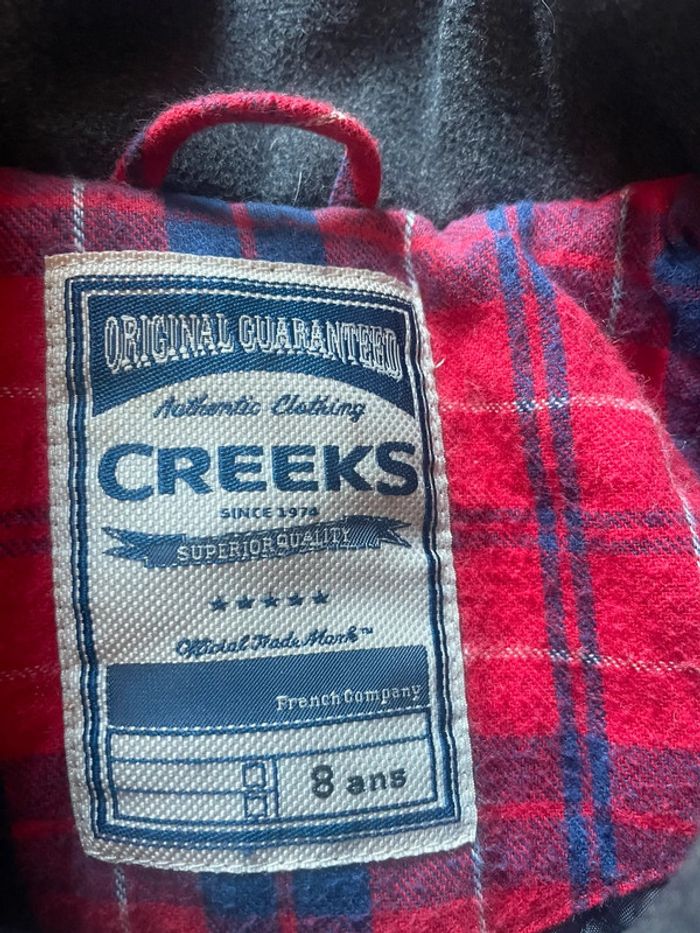 ORIGINAL GUARANTEED
Authentic Clothing
CREEKS
SINCE 1974
SUPERIOR QUALITY
Official Trade Mark™
French Company
8 ans